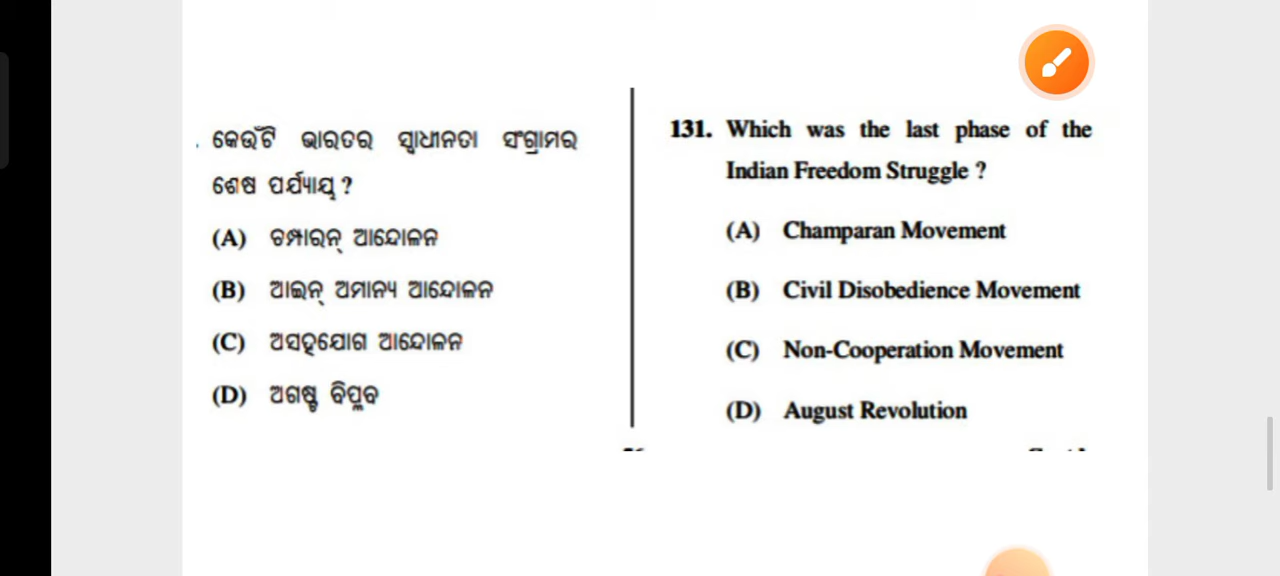 . କେଉଁଟି ଭାରତର ସ୍ୱାଧୀନତା ସଂଗ୍ରାମର
ଶେଷ ପର୍ଯ୍ୟାୟ ?
(A) ଚମ୍ପାରନ୍ ଆନ୍ଦୋଳନ
(B) ଆଇନ୍ ଅମାନ୍ୟ ଆନ୍ଦୋଳନ
(C) ଅସହଯୋଗ ଆନ୍ଦୋଳନ
(D) ଅଗଷ୍ଟ ବିପ୍ଳବ
131. Which was the last phase of the
Indian Freedom Struggle ?
(A) Champaran Movement
(B) Civil Disobedience Movement
(C) Non-Cooperation Movement
(D) August Revolution